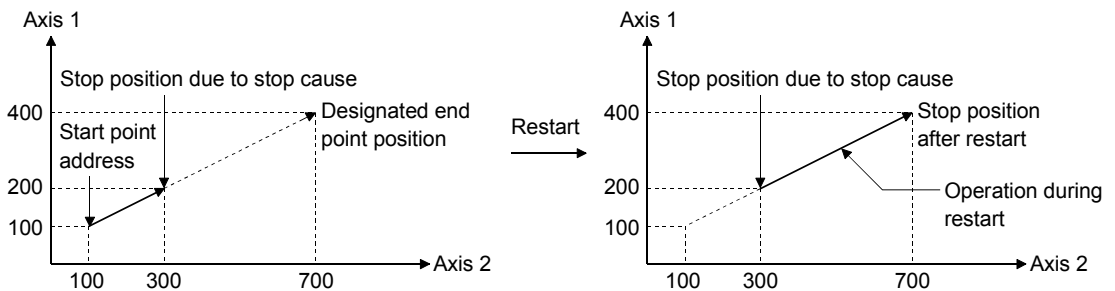 Axis 1
Stop position due to stop cause
400
Designated end
point position
Start point
address
200
100
100
300
700
Axis 2
Restart
Axis 1
Stop position due to stop cause
400
Stop position
after restart
200
Operation during
restart
100
100
300
700
Axis 2